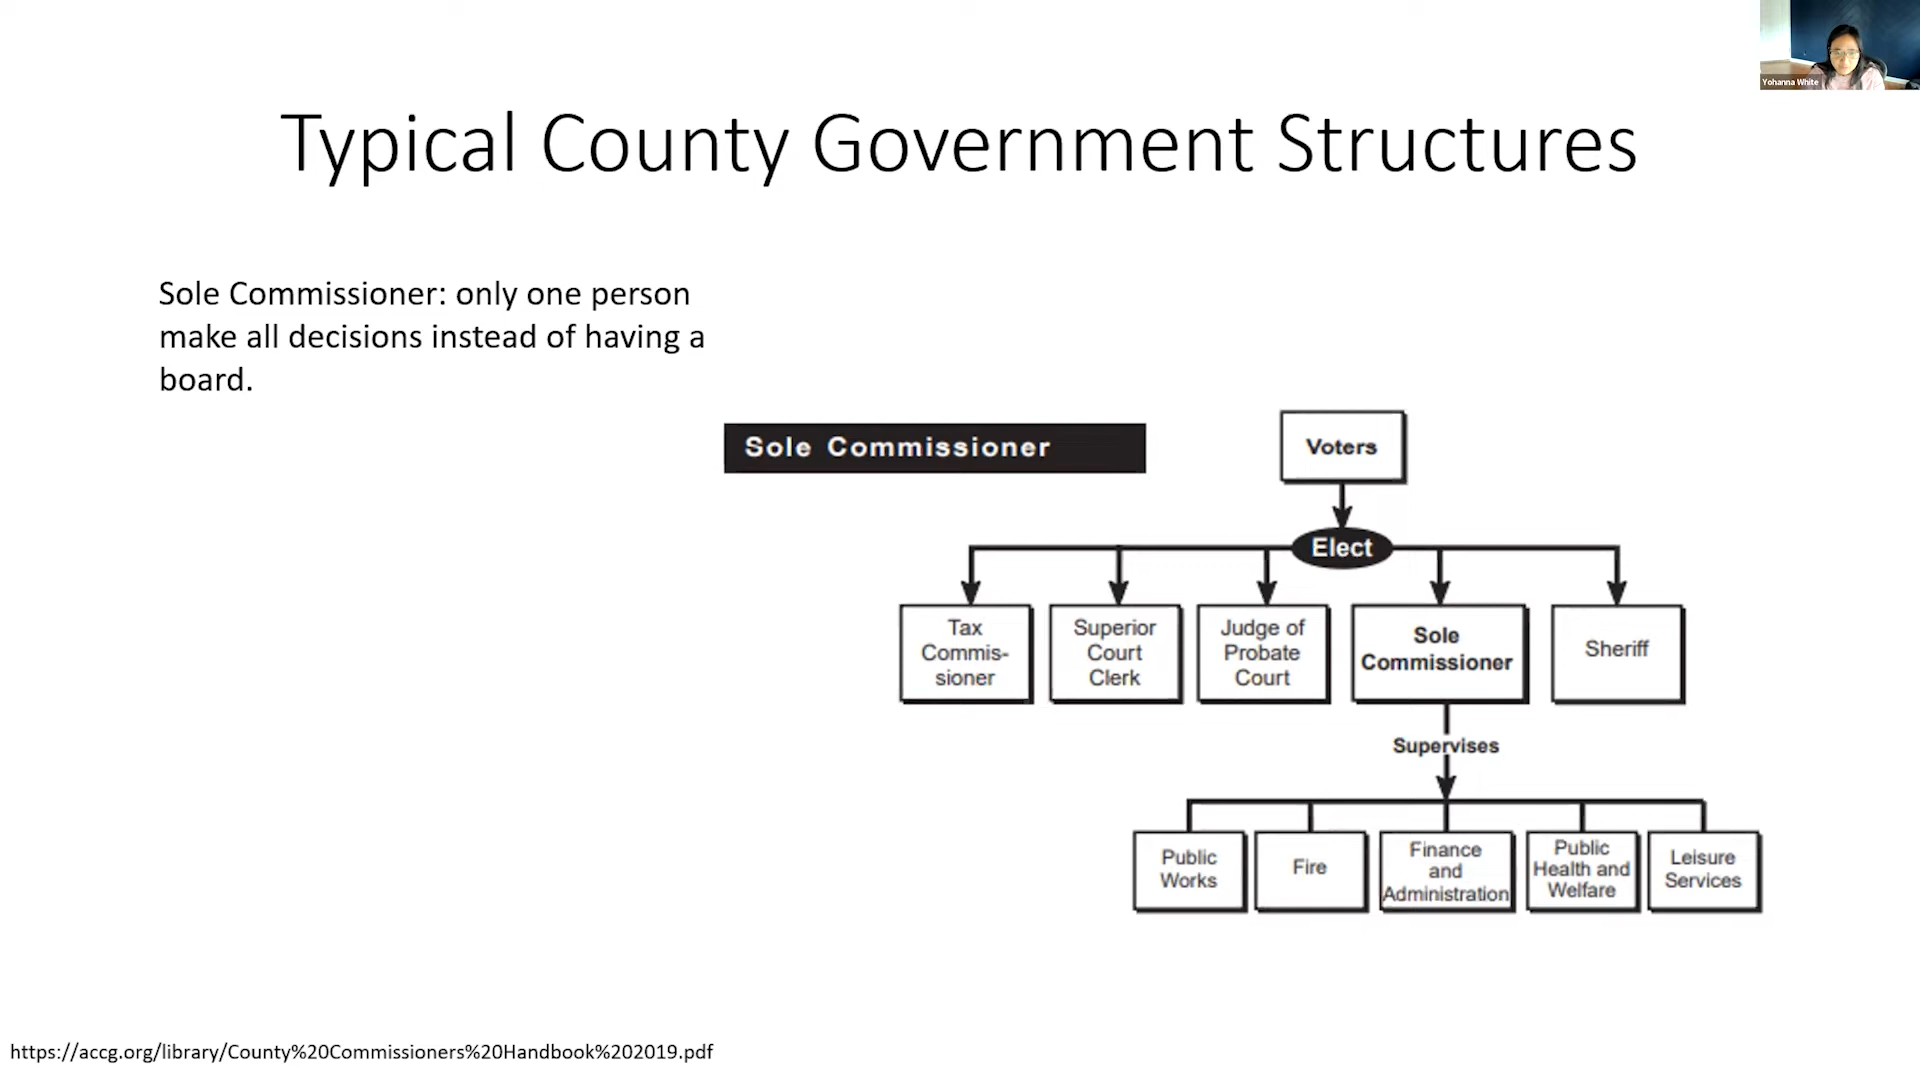 Yohanna White
Typical County Government Structures
Sole Commissioner: only one person
make all decisions instead of having a
board.
Sole Commissioner
Voters
Elect
Tax
Commis-
sioner
Superior
Court
Clerk
Judge of
Probate
Court
Sole
Commissioner
Sheriff
Supervises
Public
Works
Fire
Finance
and
Administration
Public
Health and
Welfare
Leisure
Services
https://accg.org/library/County%20Commissioners%20Handbook%202019.pdf